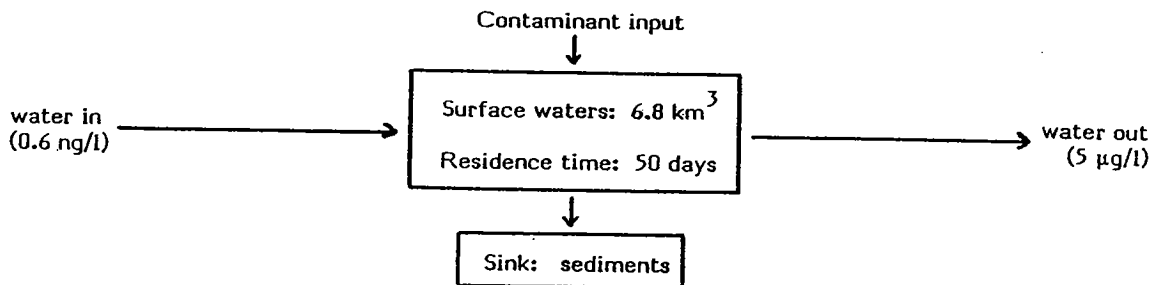 Contaminant input
water in
(0.6 ng/l)
Surface waters: 6.8 km³
Residence time: 50 days
water out
(5 µg/l)
Sink: sediments